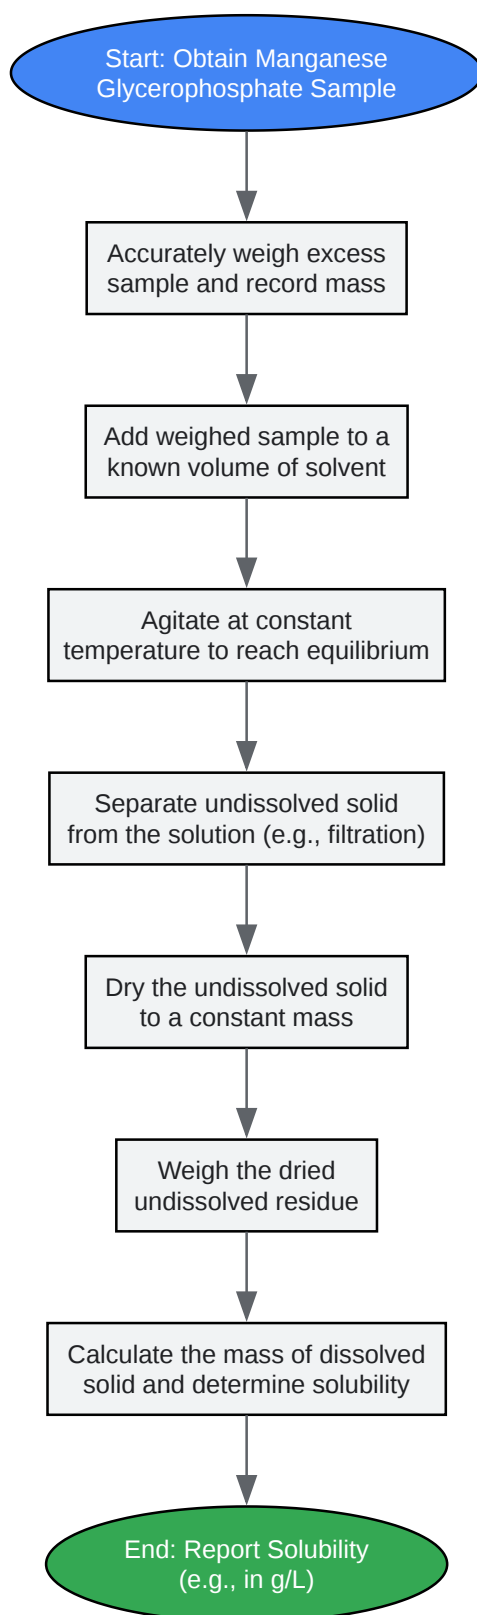 Start: Obtain Manganese
Glycerophosphate Sample
Accurately weigh excess
sample and record mass
Add weighed sample to a
known volume of solvent
Agitate at constant
temperature to reach equilibrium
Separate undissolved solid
from the solution (e.g., filtration)
Dry the undissolved solid
to a constant mass
Weigh the dried
undissolved residue
Calculate the mass of dissolved
solid and determine solubility
End: Report Solubility
(e.g., in g/L)